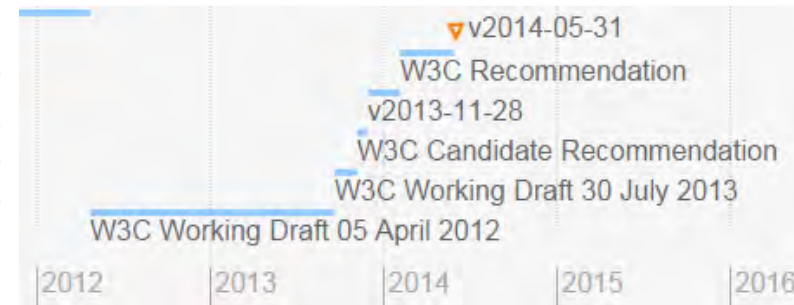 v2014-05-31
W3C Recommendation
v2013-11-28
W3C Candidate Recommendation
W3C Working Draft 30 July 2013
W3C Working Draft 05 April 2012
2012 2013 2014 2015 2016